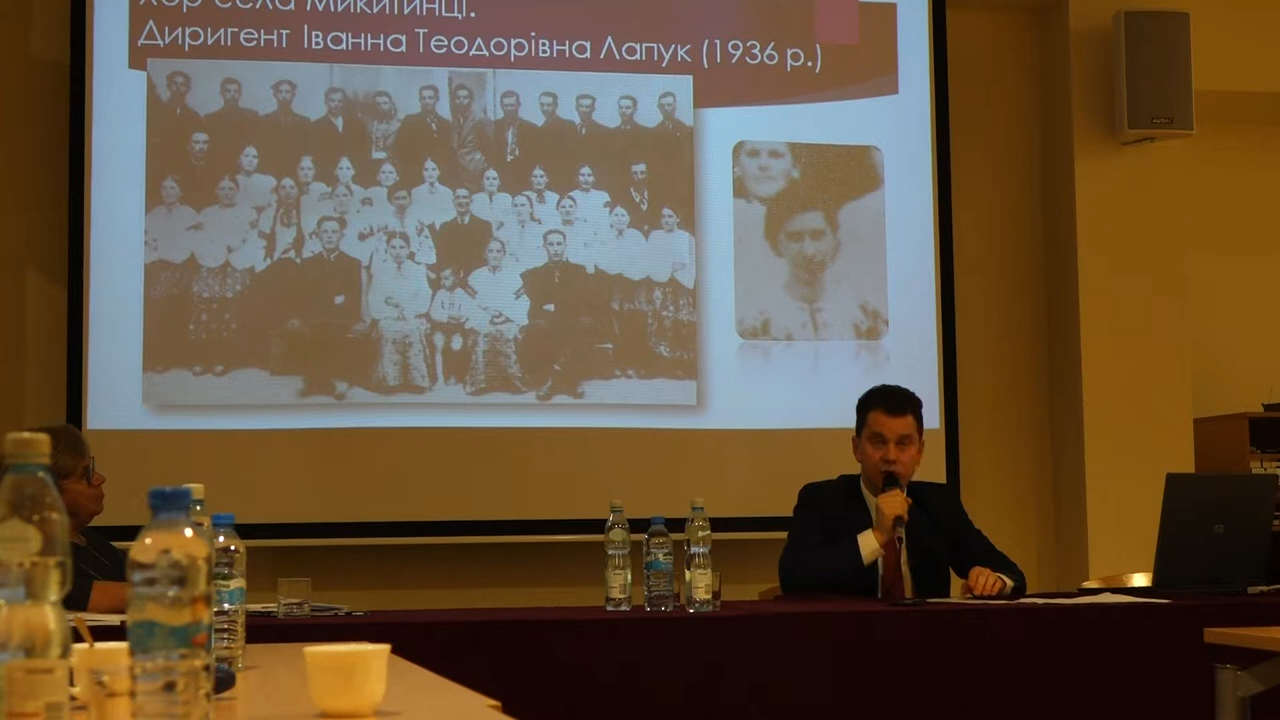 Хор села Микитинці.
Диригент Іванна Теодорівна Лапук (1936 р.)